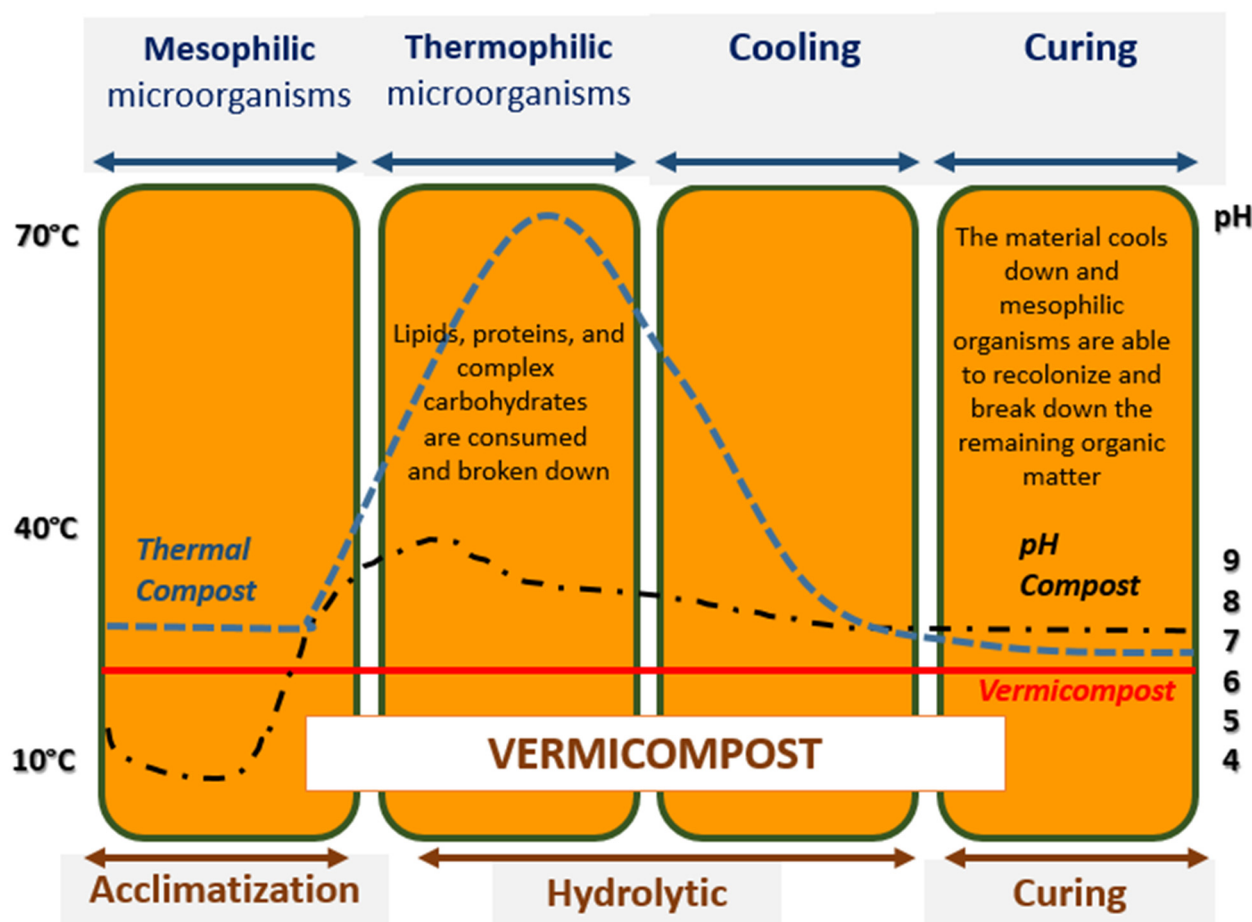 Mesophilic
microorganisms
Thermophilic
microorganisms
Cooling
Curing
70°C
40°C
10°C
pH
9
8
7
6
5
4
Thermal
Compost
Lipids, proteins, and
complex
carbohydrates
are consumed
and broken down
The material cools
down and
mesophilic
organisms are able
to recolonize and
break down the
remaining organic
matter
pH
Compost
Vermicompost
VERMICOMPOST
Acclimatization
Hydrolytic
Curing